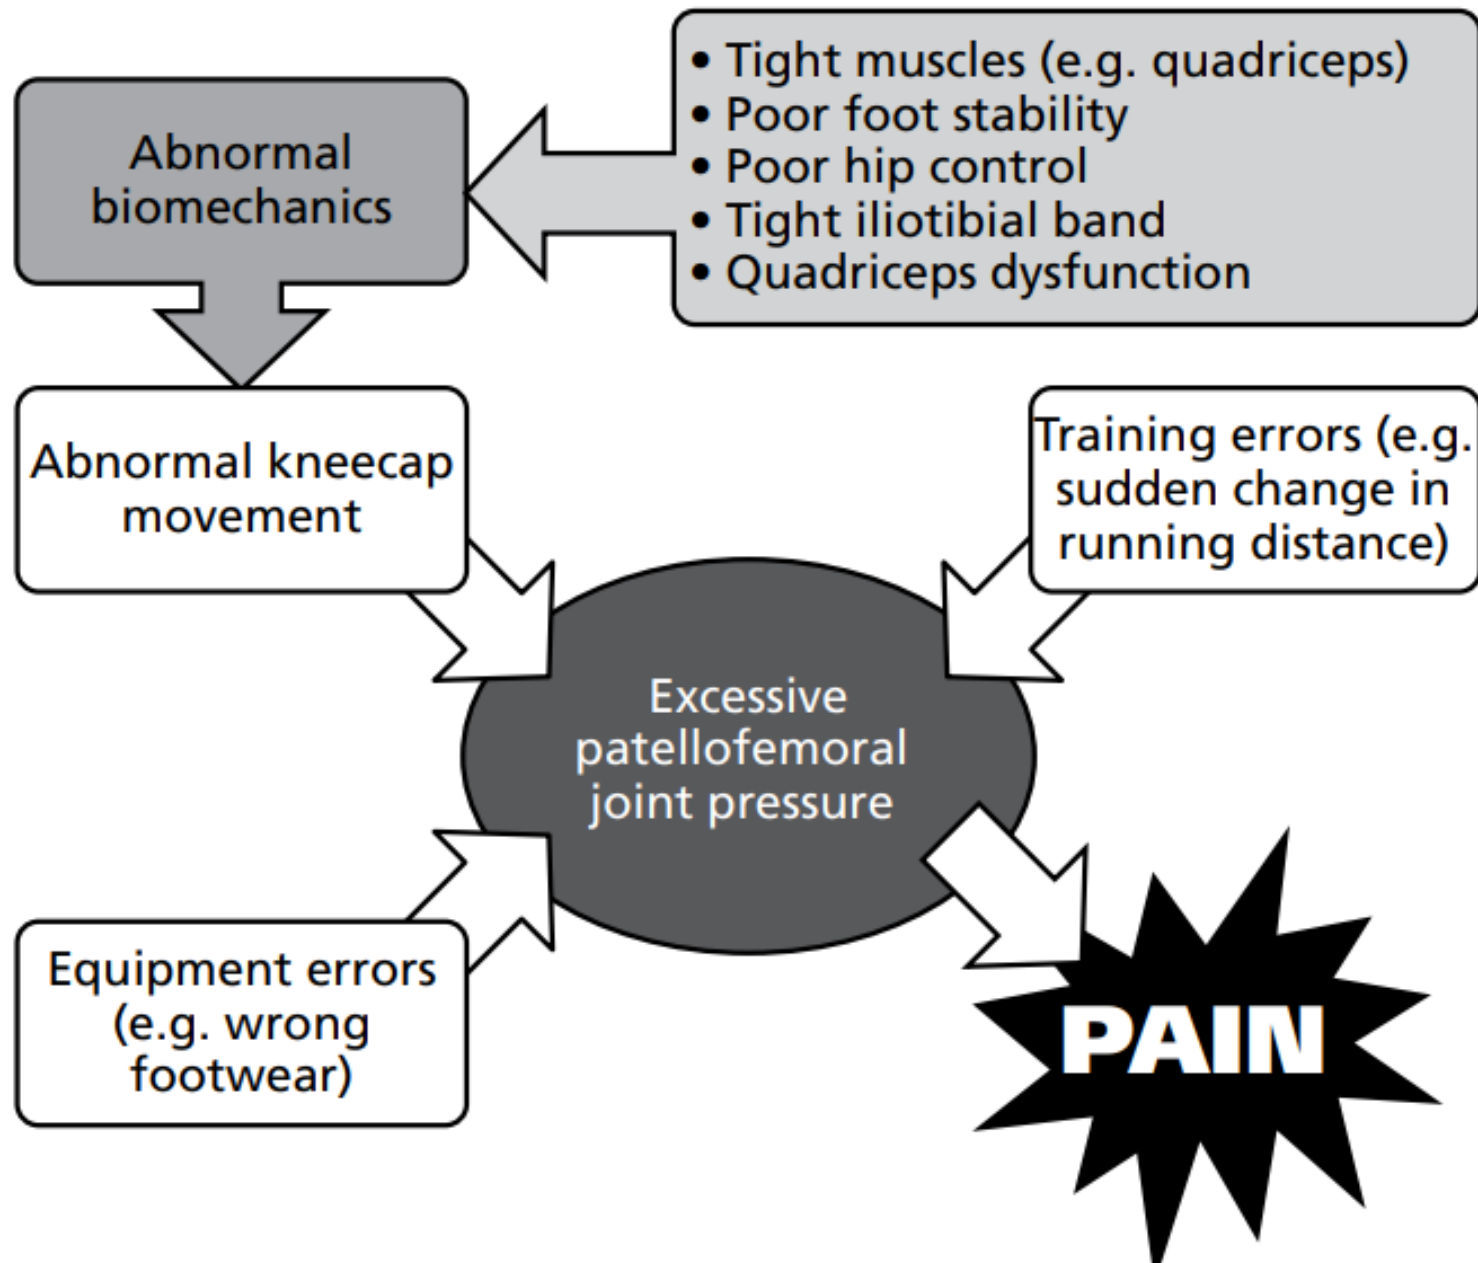 Abnormal
biomechanics
• Tight muscles (e.g. quadriceps)
• Poor foot stability
• Poor hip control
• Tight iliotibial band
• Quadriceps dysfunction
Abnormal kneecap
movement
Training errors (e.g.
sudden change in
running distance)
Excessive
patellofemoral
joint pressure
Equipment errors
(e.g. wrong
footwear)
PAIN